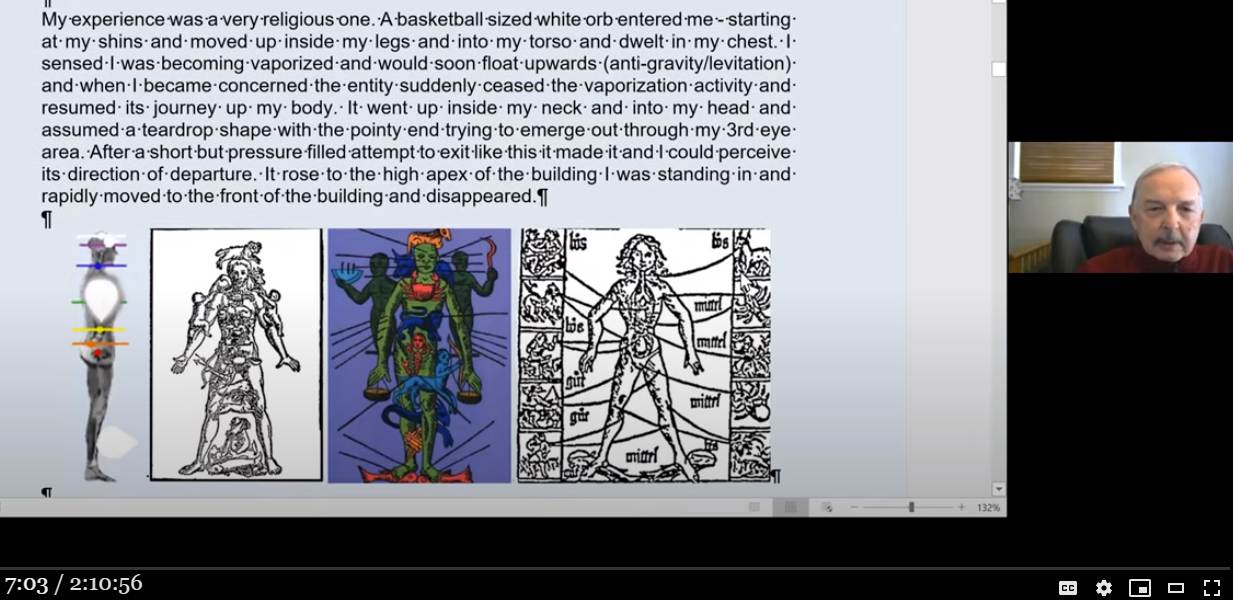 My experience was a very religious one. A basketball sized white orb entered me - starting
at my shins and moved up inside my legs and into my torso and dwelt in my chest. I
sensed I was becoming vaporized and would soon float upwards (anti-gravity/levitation)
and when I became concerned the entity suddenly ceased the vaporization activity and
resumed its journey up my body. It went up inside my neck and into my head and
assumed a teardrop shape with the pointy end trying to emerge out through my 3rd eye
area. After a short but pressure filled attempt to exit like this it made it and I could perceive
its direction of departure. It rose to the high apex of the building I was standing in and
rapidly moved to the front of the building and disappeared.¶
¶
bös
bös
mittel
bös
mittel
gůt
mittel
gůt
mittel
¶
132%
7:03 / 2:10:56
CC